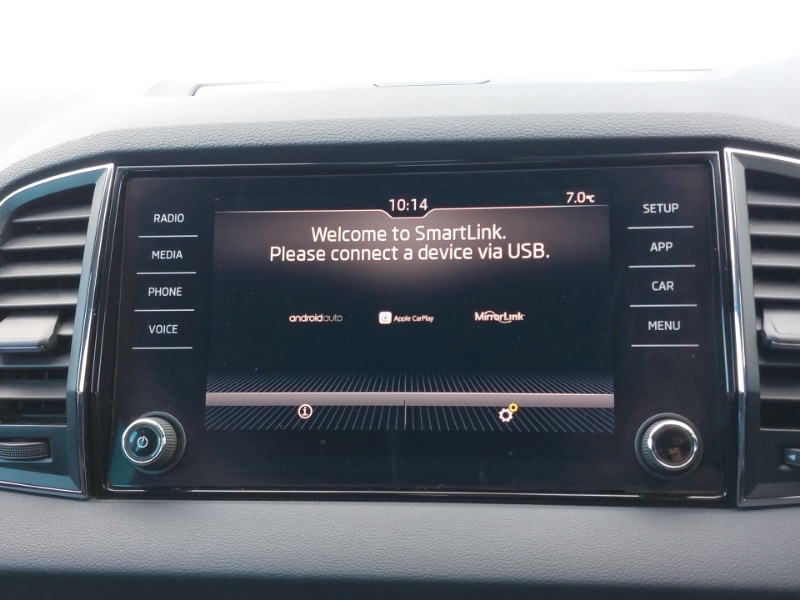 10:14
7.0°C
RADIO
MEDIA
PHONE
VOICE
Welcome to SmartLink.
Please connect a device via USB.
androidauto
Apple CarPlay
MirrorLink
SETUP
APP
CAR
MENU